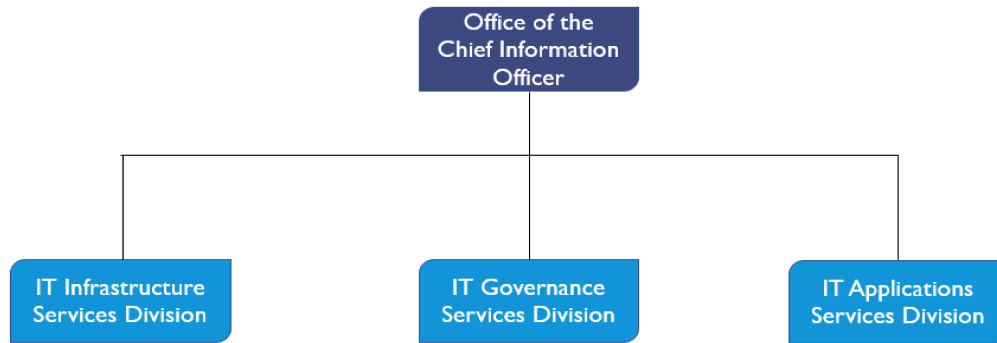 Office of the
Chief Information
Officer
IT Infrastructure
Services Division
IT Governance
Services Division
IT Applications
Services Division